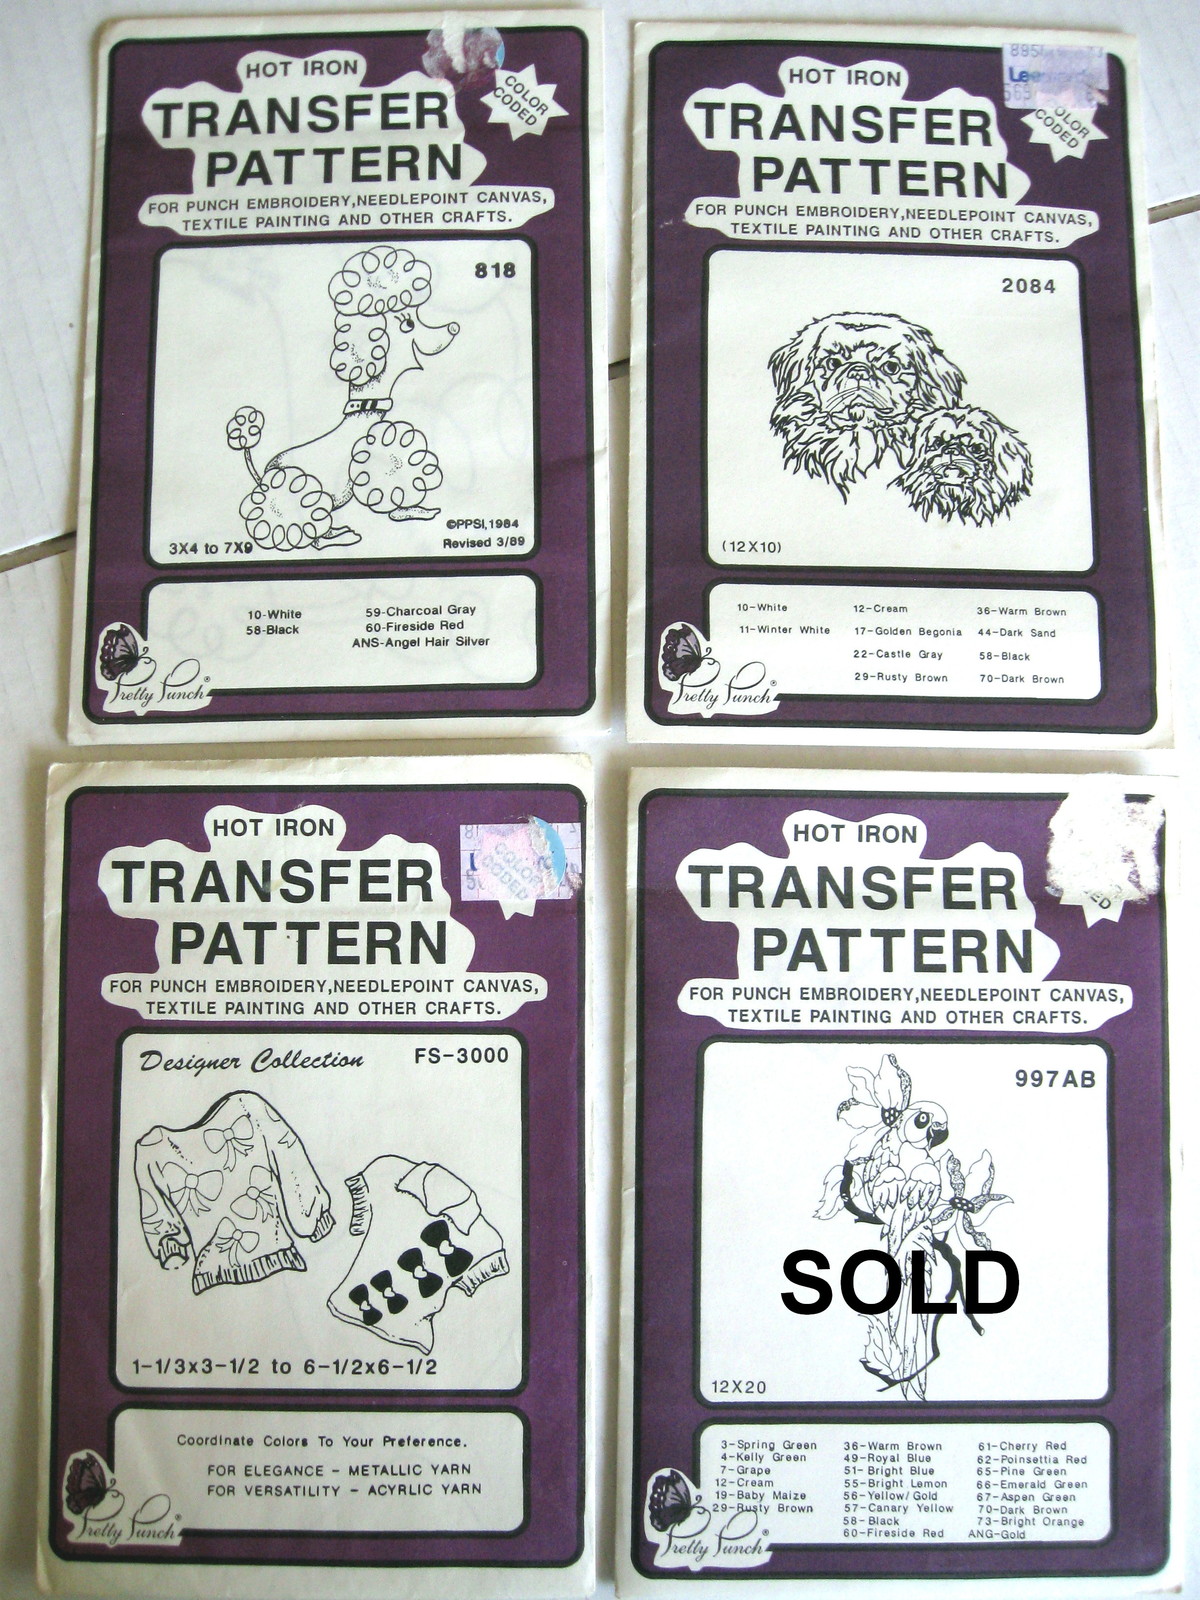 HOT IRON
TRANSFER
PATTERN
FOR PUNCH EMBROIDERY,NEEDLEPOINT CANVAS,
TEXTILE PAINTING AND OTHER CRAFTS.
COLOR
CODED
818
©PPSI,1984
Revised 3/89
3X4 to 7X9
10-White
58-Black
59-Charcoal Gray
60-Fireside Red
ANS-Angel Hair Silver
Pretty Punch®
HOT IRON
TRANSFER
PATTERN
FOR PUNCH EMBROIDERY,NEEDLEPOINT CANVAS,
TEXTILE PAINTING AND OTHER CRAFTS.
OLOR
CODED
2084
(12X10)
10-White
11-Winter White
12-Cream
17-Golden Begonia
22-Castle Gray
29-Rusty Brown
36-Warm Brown
44-Dark Sand
58-Black
70-Dark Brown
Pretty Punch®
HOT IRON
TRANSFER
PATTERN
FOR PUNCH EMBROIDERY,NEEDLEPOINT CANVAS,
TEXTILE PAINTING AND OTHER CRAFTS.
COLOR
CODED
Designer Collection
FS-3000
1-1/3x3-1/2 to 6-1/2x6-1/2
Coordinate Colors To Your Preference.
FOR ELEGANCE - METALLIC YARN
FOR VERSATILITY - ACYRLIC YARN
Pretty Punch®
HOT IRON
TRANSFER
PATTERN
FOR PUNCH EMBROIDERY,NEEDLEPOINT CANVAS,
TEXTILE PAINTING AND OTHER CRAFTS.
ED
997AB
SOLD
12X20
3-Spring Green
4-Kelly Green
7-Grape
12-Cream
19-Baby Maize
29-Rusty Brown
36-Warm Brown
49-Royal Blue
51-Bright Blue
55-Bright Lemon
56-Yellow/Gold
57-Canary Yellow
58-Black
60-Fireside Red
61-Cherry Red
62-Poinsettia Red
65-Pine Green
66-Emerald Green
67-Aspen Green
70-Dark Brown
73-Bright Orange
ANG-Gold
Pretty Punch®